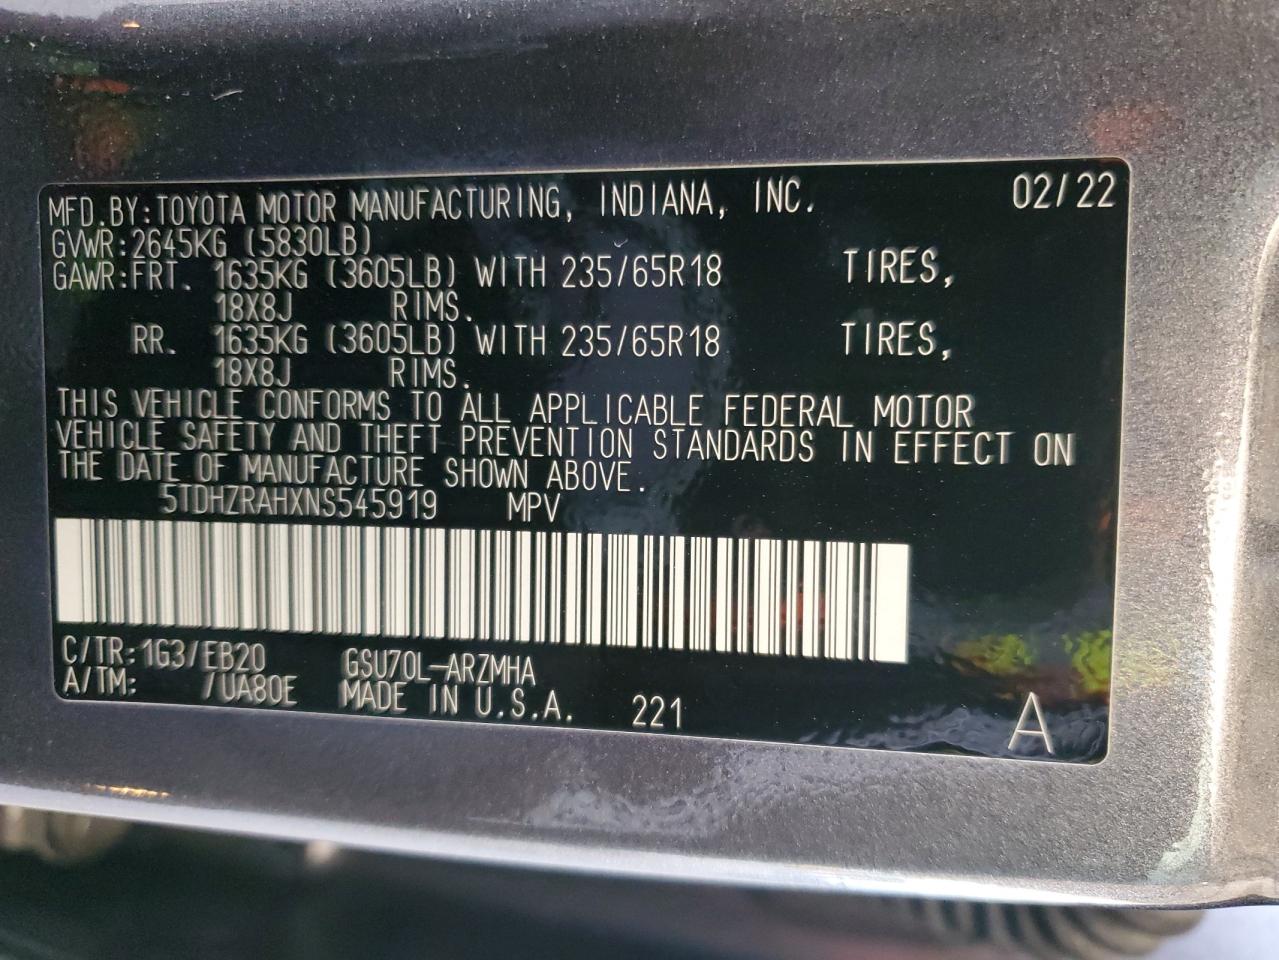 MFD.BY:TOYOTA MOTOR MANUFACTURING, INDIANA, INC. 02/22
GVWR:2645KG (5830LB)
GAWR:FRT. 1635KG (3605LB) WITH 235/65R18 TIRES,
18X8J RIMS.
RR. 1635KG (3605LB) WITH 235/65R18 TIRES,
18X8J RIMS.
THIS VEHICLE CONFORMS TO ALL APPLICABLE FEDERAL MOTOR
VEHICLE SAFETY AND THEFT PREVENTION STANDARDS IN EFFECT ON
THE DATE OF MANUFACTURE SHOWN ABOVE.
5TDHZRAHXNS545919 MPV
C/TR:1G3/EB20 GSU70L-ARZMHA
A/TM: /UA80E MADE IN U.S.A. 221 A